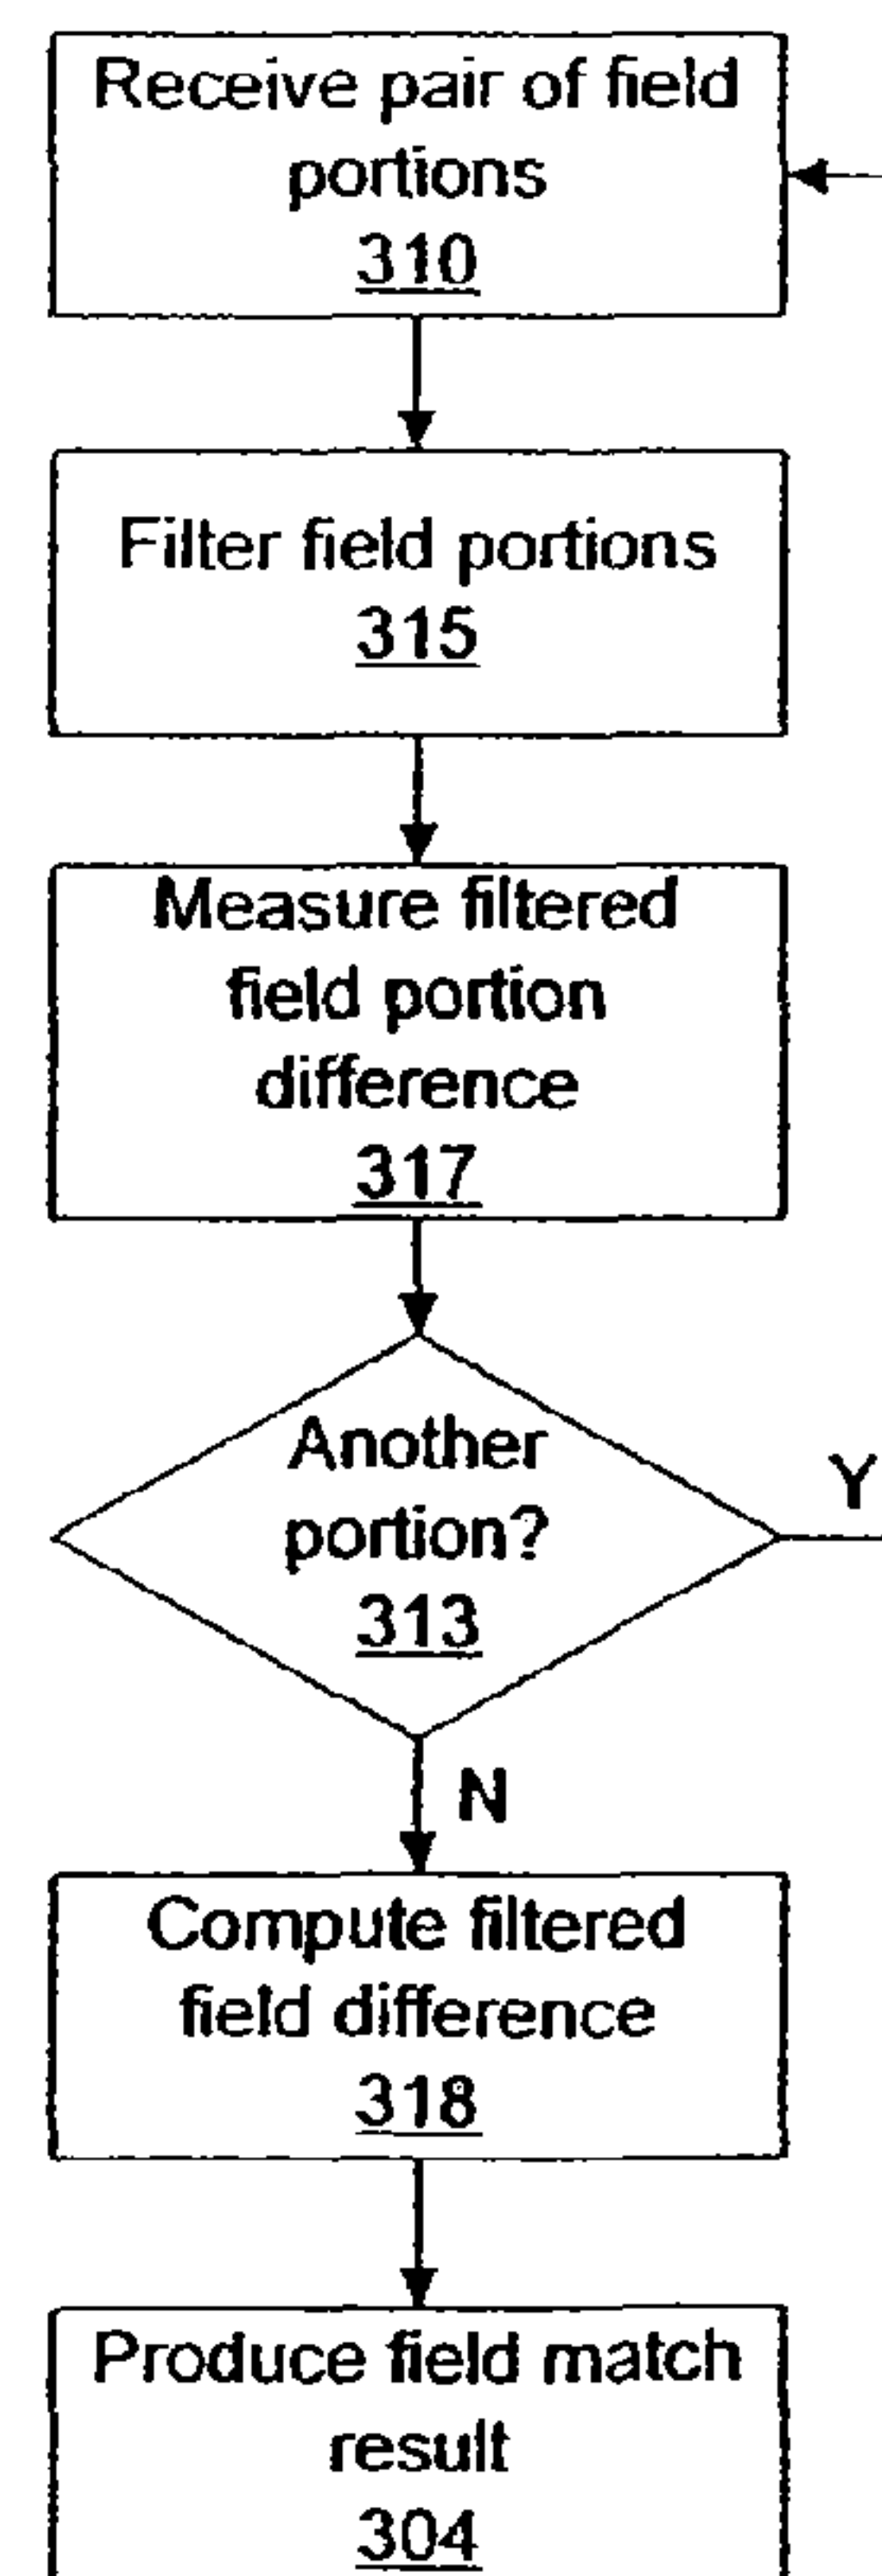 Receive pair of field
portions
310
Filter field portions
315
Measure filtered
field portion
difference
317
Another
portion?
313
Y
N
Compute filtered
field difference
318
Produce field match
result
304